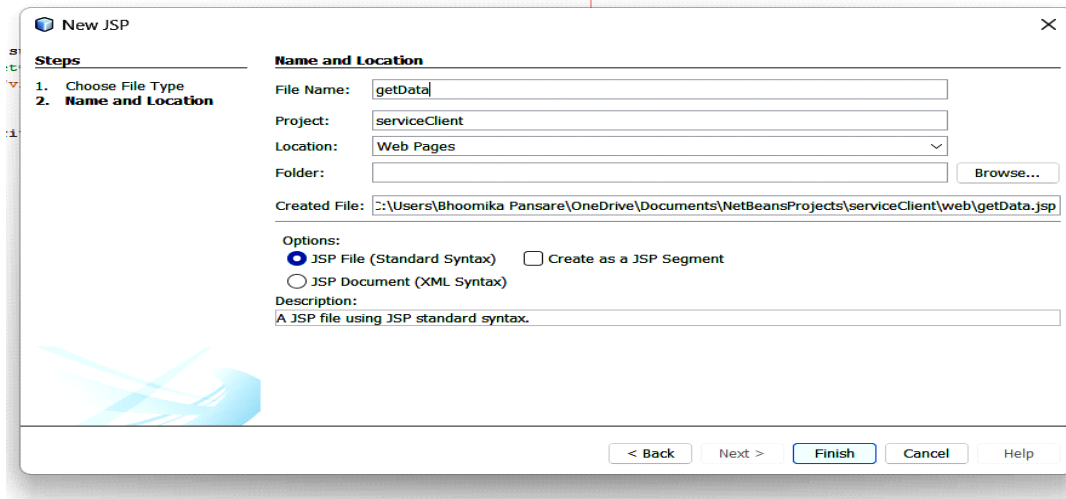 New JSP
Steps
1. Choose File Type
2. Name and Location
Name and Location
File Name: getData
Project: serviceClient
Location: Web Pages
Folder: Browse...
Created File: C:\Users\Bhoomika Pansare\OneDrive\Documents\NetBeansProjects\serviceClient\web\getData.jsp
Options:
JSP File (Standard Syntax) Create as a JSP Segment
JSP Document (XML Syntax)
Description:
A JSP file using JSP standard syntax.
< Back Next > Finish Cancel Help